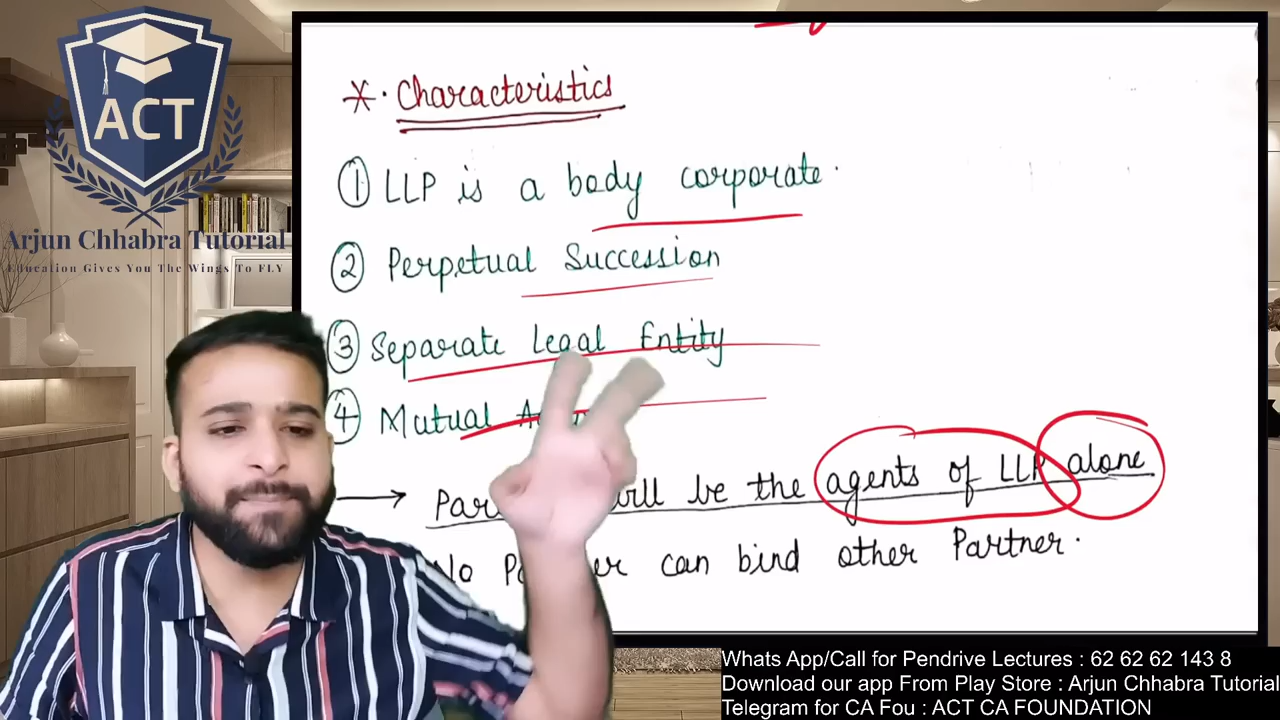 ACT
Arjun Chhabra Tutorial
Education Gives You The Wings To FLY
* . Characteristics
① LLP is a body corporate.
② Perpetual Succession
③ Separate Legal Entity
④ Mutual
→ will be the agents of LLP alone
No can bind other Partner.
Whats App/Call for Pendrive Lectures : 62 62 62 143 8
Download our app From Play Store : Arjun Chhabra Tutorial
Telegram for CA Fou : ACT CA FOUNDATION